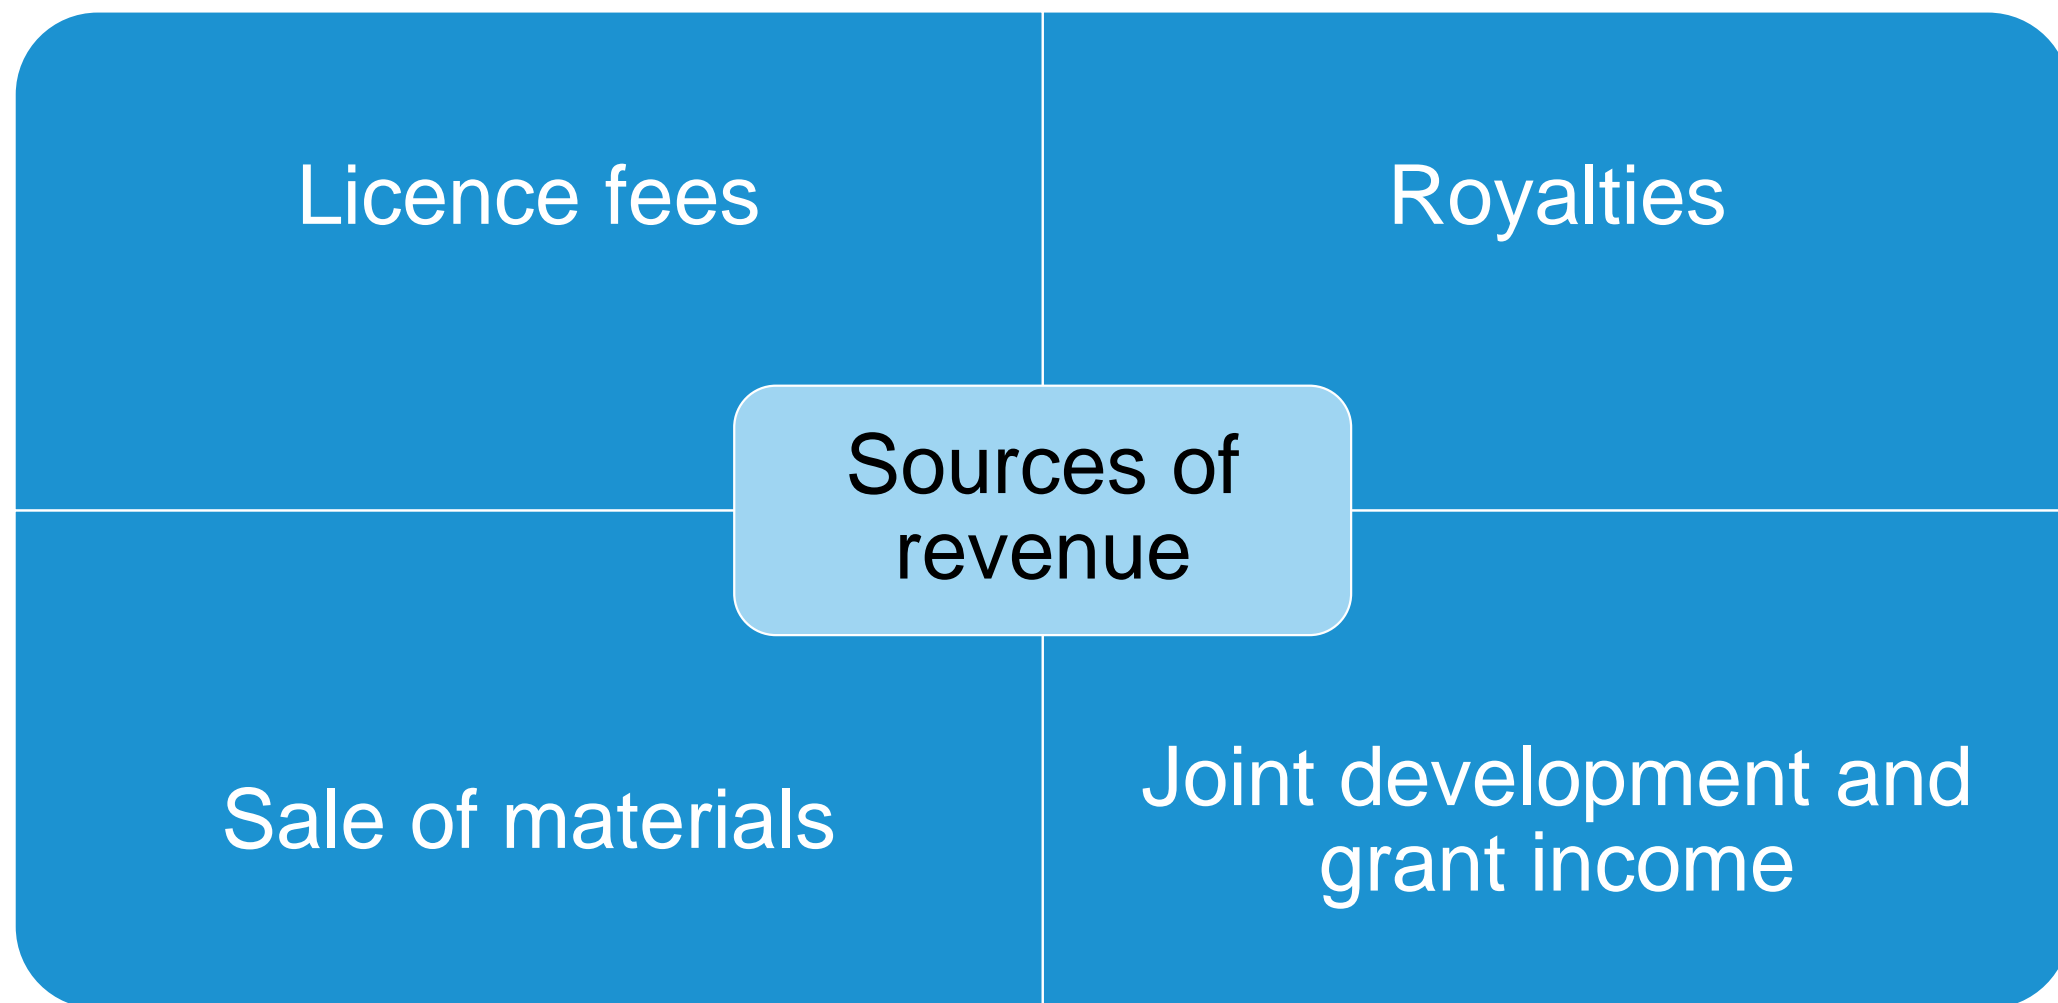 Licence fees
Royalties
Sources of
revenue
Sale of materials
Joint development and
grant income